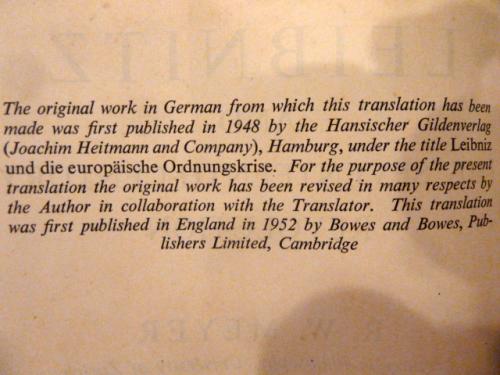 LEIBNITZ
The original work in German from which this translation has been
made was first published in 1948 by the Hansischer Gildenverlag
(Joachim Heitmann and Company), Hamburg, under the title Leibniz
und die europäische Ordnungskrise. For the purpose of the present
translation the original work has been revised in many respects by
the Author in collaboration with the Translator. This translation
was first published in England in 1952 by Bowes and Bowes, Pub-
lishers Limited, Cambridge
R. W. MEYER